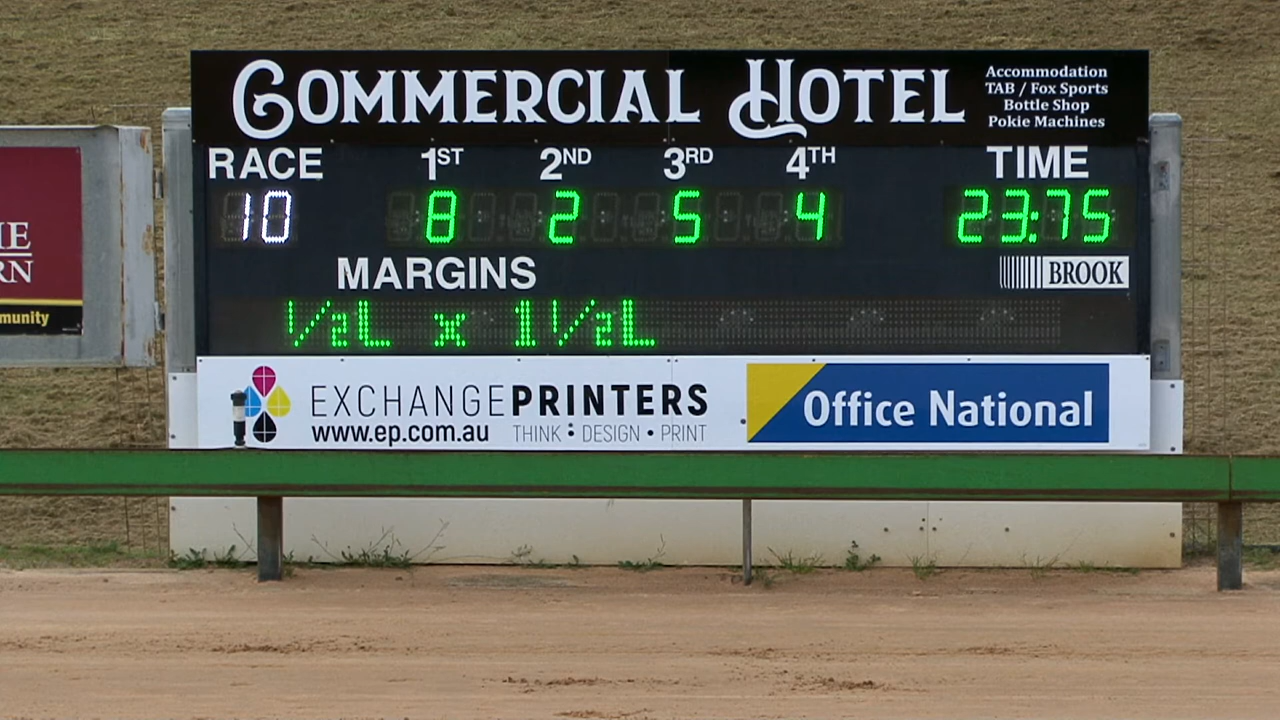 COMMERCIAL HOTEL
Accommodation
TAB / Fox Sports
Bottle Shop
Pokie Machines
RACE 1ST 2ND 3RD 4TH TIME
10 8 2 5 4 23:75
MARGINS
BROOK
½L x 1½L
EXCHANGEPRINTERS
www.ep.com.au THINK : DESIGN • PRINT
Office National
IE
RN
munity